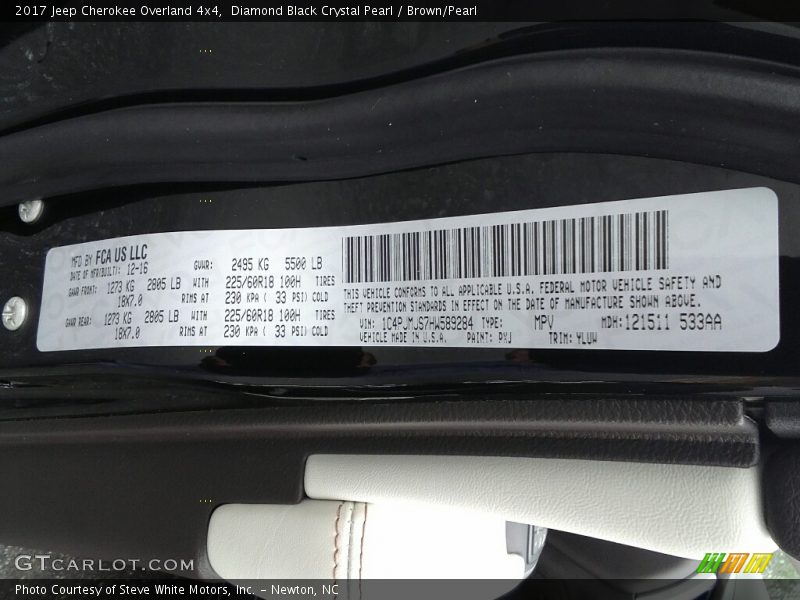 2017 Jeep Cherokee Overland 4x4,  Diamond Black Crystal Pearl / Brown/Pearl
MFD BY FCA US LLC
DATE OF MFR(BUILT): 12-16 GVWR: 2495 KG 5500 LB
GAWR FRONT: 1273 KG 2805 LB WITH 225/60R18 100H TIRES
18X7.0 RIMS AT 230 KPA ( 33 PSI) COLD
GAWR REAR: 1273 KG 2805 LB WITH 225/60R18 100H TIRES
18X7.0 RIMS AT 230 KPA ( 33 PSI) COLD
THIS VEHICLE CONFORMS TO ALL APPLICABLE U.S.A. FEDERAL MOTOR VEHICLE SAFETY AND
THEFT PREVENTION STANDARDS IN EFFECT ON THE DATE OF MANUFACTURE SHOWN ABOVE.
VIN: 1C4PJMJS7HW589284 TYPE: MPV MDH:121511 533AA
VEHICLE MADE IN U.S.A. PAINT: PXJ TRIM: YLUW
GTCARLOT.COM
Photo Courtesy of Steve White Motors, Inc. – Newton, NC